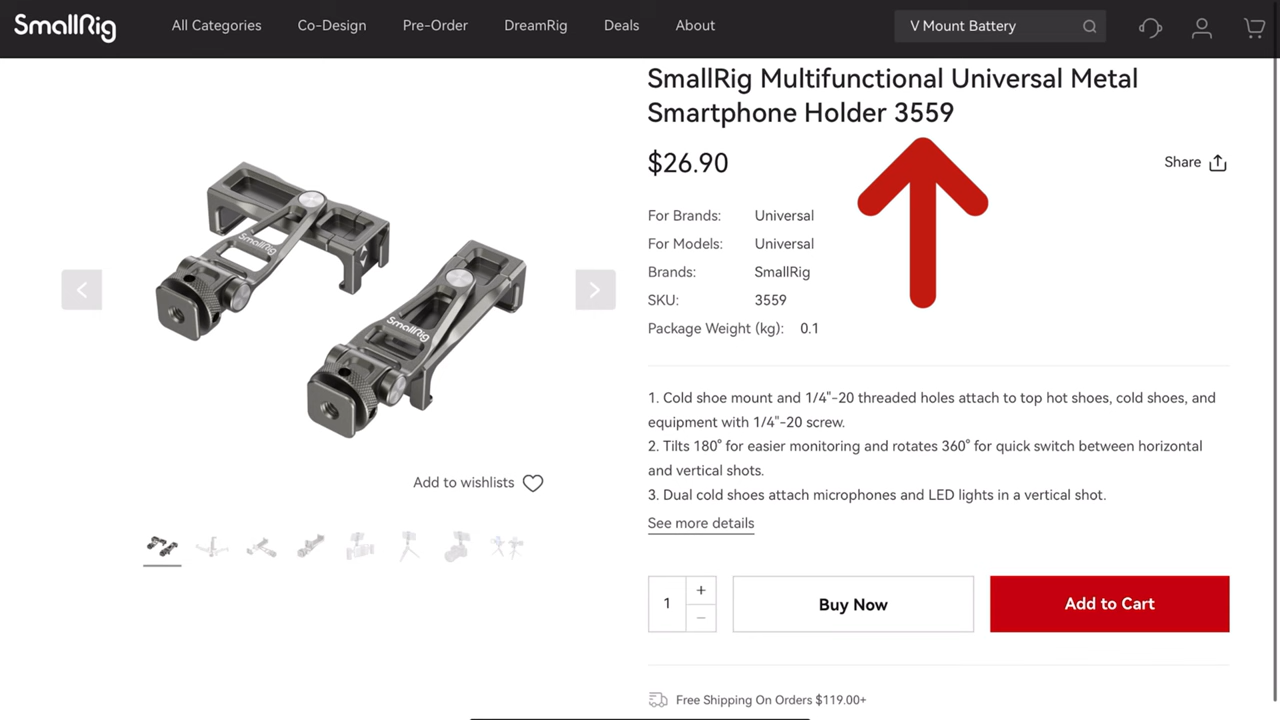 SmallRig
All Categories
Co-Design
Pre-Order
DreamRig
Deals
About
V Mount Battery
SmallRig Multifunctional Universal Metal
Smartphone Holder 3559
$26.90
Share
For Brands: Universal
For Models: Universal
Brands: SmallRig
SKU: 3559
Package Weight (kg): 0.1
SmallRig
SmallRig
1. Cold shoe mount and 1/4"-20 threaded holes attach to top hot shoes, cold shoes, and
equipment with 1/4"-20 screw.
2. Tilts 180° for easier monitoring and rotates 360° for quick switch between horizontal
and vertical shots.
3. Dual cold shoes attach microphones and LED lights in a vertical shot.
See more details
Add to wishlists
1
+
−
Buy Now
Add to Cart
Free Shipping On Orders $119.00+